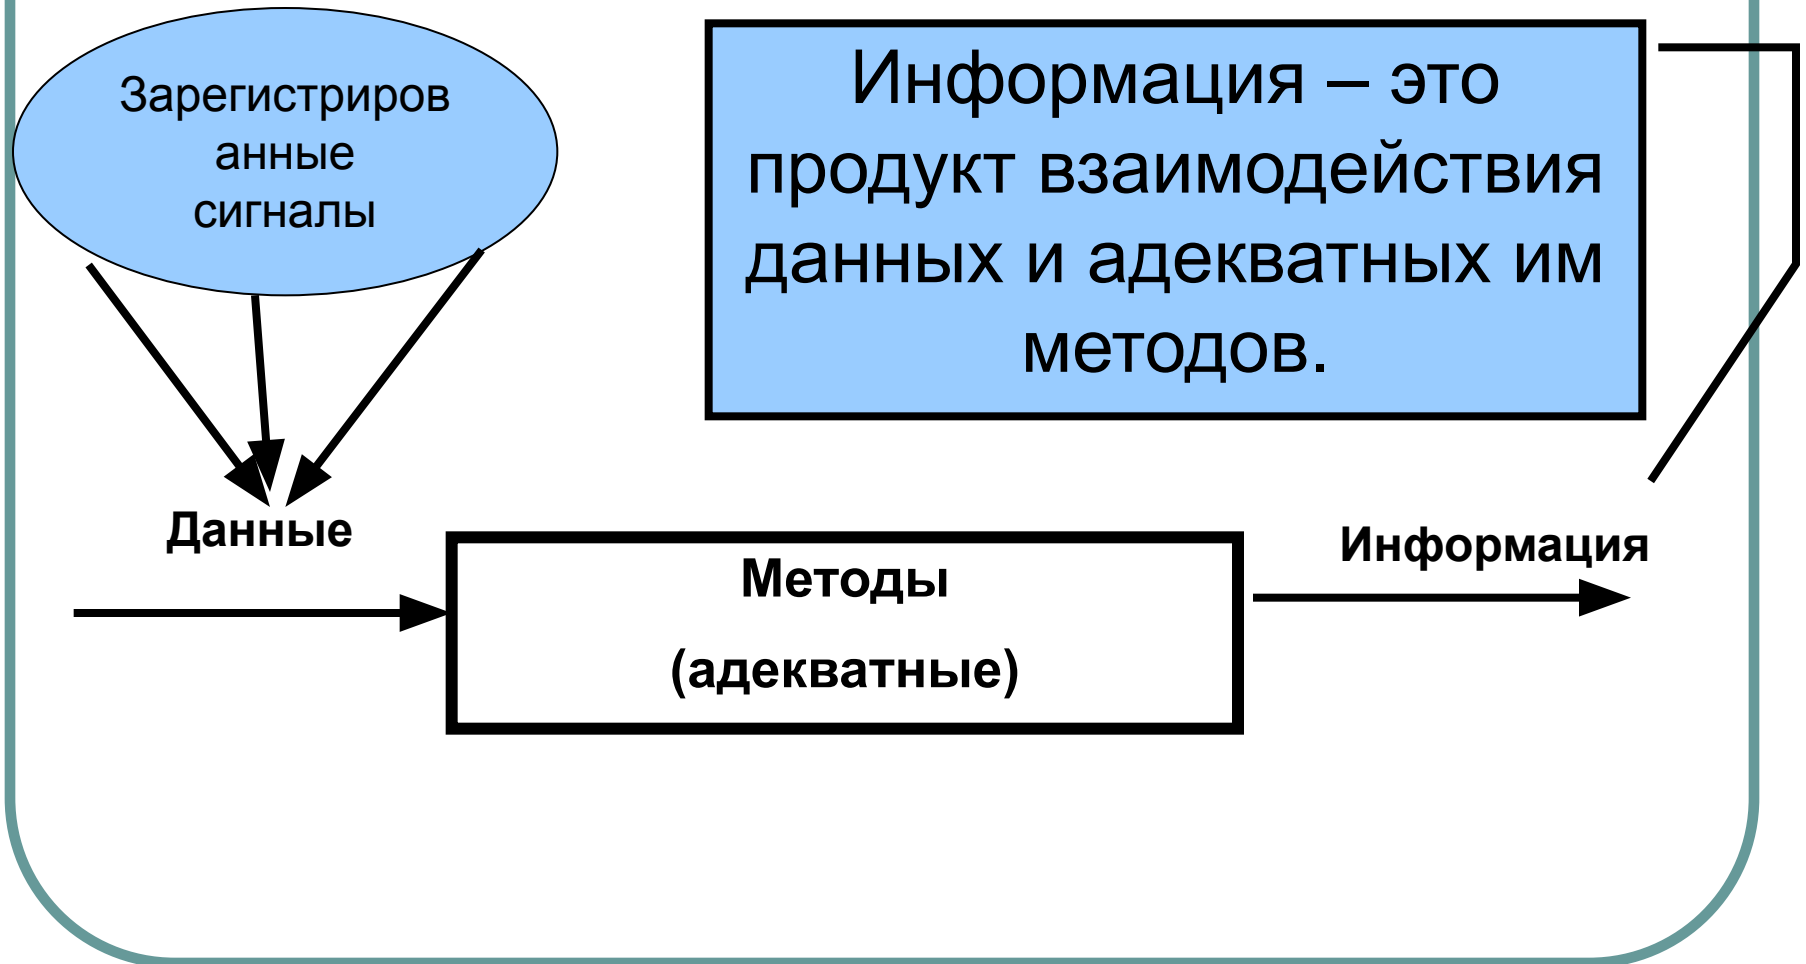 Зарегистриров
анные
сигналы
Информация – это
продукт взаимодействия
данных и адекватных им
методов.
Данные
Методы
(адекватные)
Информация